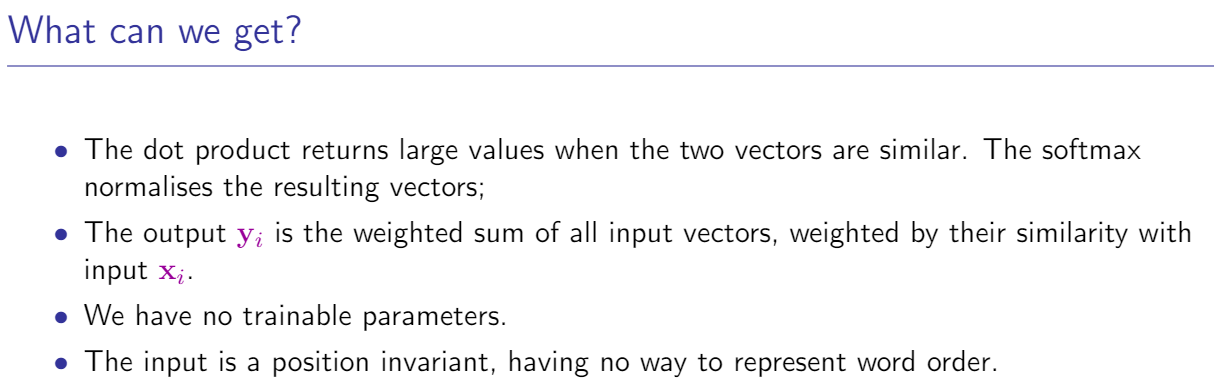 What can we get?
• The dot product returns large values when the two vectors are similar. The softmax
normalises the resulting vectors;
• The output yᵢ is the weighted sum of all input vectors, weighted by their similarity with
input xᵢ.
• We have no trainable parameters.
• The input is a position invariant, having no way to represent word order.